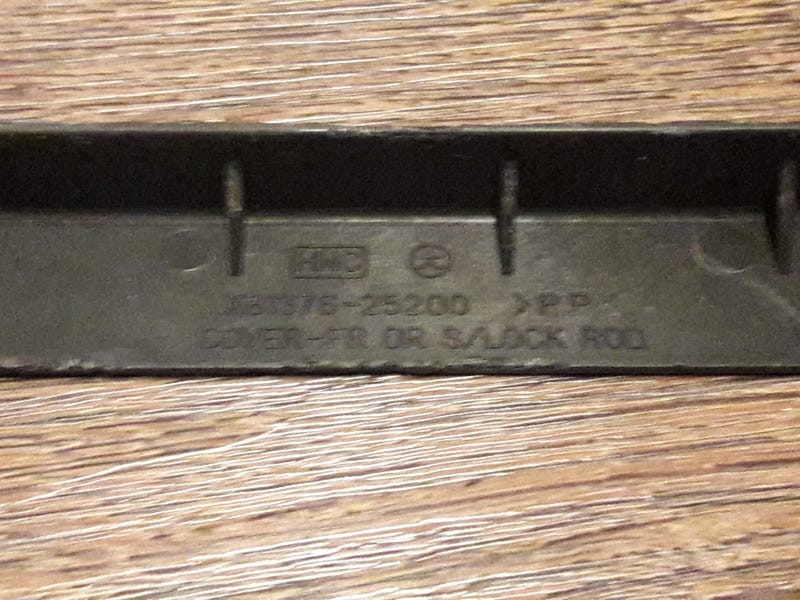 HMC
-25200 >PP<
COVER-FR DR S/LOCK ROD